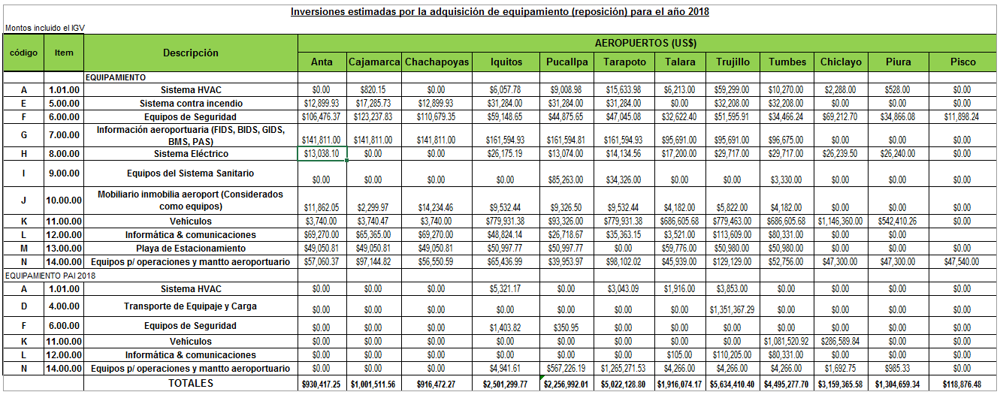 Inversiones estimadas por la adquisición de equipamiento (reposición) para el año 2018
Montos incluido el IGV
código Item Descripción AEROPUERTOS (US$)
Anta Cajamarca Chachapoyas Iquitos Pucallpa Tarapoto Talara Trujillo Tumbes Chiclayo Piura Pisco
EQUIPAMIENTO
A 1.01.00 Sistema HVAC $0.00 $820.15 $0.00 $6,057.78 $9,008.98 $15,633.98 $6,213.00 $59,299.00 $10,270.00 $2,288.00 $528.00 $0.00
E 5.00.00 Sistema contra incendio $12,899.93 $17,285.73 $12,899.93 $31,284.00 $31,284.00 $31,284.00 $0.00 $32,208.00 $32,208.00 $0.00 $0.00 $0.00
F 6.00.00 Equipos de Seguridad $106,476.37 $123,237.83 $110,679.35 $59,148.65 $44,875.65 $47,045.08 $32,622.40 $51,595.91 $34,466.24 $69,212.70 $34,866.08 $11,898.24
G 7.00.00 Información aeroportuaria (FIDS, BIDS, GIDS,
BMS, PAS) $141,811.00 $141,811.00 $141,811.00 $161,594.93 $161,594.81 $161,594.93 $95,691.00 $95,691.00 $96,675.00 $0.00 $0.00 $0.00
H 8.00.00 Sistema Eléctrico $13,038.10 $0.00 $0.00 $26,175.19 $13,074.00 $14,134.56 $17,200.00 $29,717.00 $29,717.00 $26,239.50 $26,240.00 $0.00
I 9.00.00 Equipos del Sistema Sanitario $0.00 $0.00 $0.00 $0.00 $85,263.00 $34,326.00 $0.00 $0.00 $3,330.00 $0.00 $0.00 $0.00
J 10.00.00 Mobiliario inmobilia aeroport (Considerados
como equipos) $11,862.05 $2,299.97 $14,234.46 $9,532.44 $9,326.50 $9,532.44 $4,182.00 $5,822.00 $4,182.00 $0.00 $0.00 $0.00
K 11.00.00 Vehículos $3,740.00 $3,740.47 $3,740.00 $779,931.38 $93,326.00 $779,931.38 $686,605.68 $779,463.00 $686,605.68 $1,146,360.00 $542,410.26 $0.00
L 12.00.00 Informática & comunicaciones $69,270.00 $65,365.00 $69,270.00 $48,824.14 $26,718.67 $35,363.15 $3,521.00 $113,609.00 $80,331.00 $0.00 $0.00
M 13.00.00 Playa de Estacionamiento $49,050.81 $49,050.81 $49,050.81 $50,997.77 $50,997.77 $0.00 $59,776.00 $50,980.00 $50,980.00 $0.00 $0.00 $0.00
N 14.00.00 Equipos p/ operaciones y mantto aeroportuario $57,060.37 $97,144.82 $56,550.59 $65,436.99 $39,953.97 $98,102.02 $45,939.00 $129,129.00 $52,756.00 $47,300.00 $47,300.00 $47,540.00
EQUIPAMIENTO PAI 2018
A 1.01.00 Sistema HVAC $0.00 $0.00 $0.00 $5,321.17 $0.00 $3,043.09 $1,916.00 $3,853.00 $0.00 $0.00 $0.00 $0.00
D 4.00.00 Transporte de Equipaje y Carga $0.00 $0.00 $0.00 $0.00 $0.00 $0.00 $0.00 $1,351,367.29 $0.00 $0.00 $0.00 $0.00
F 6.00.00 Equipos de Seguridad $0.00 $0.00 $0.00 $1,403.82 $350.95 $0.00 $0.00 $0.00 $0.00 $0.00 $0.00 $0.00
K 11.00.00 Vehículos $0.00 $0.00 $0.00 $0.00 $0.00 $0.00 $0.00 $0.00 $1,081,520.92 $286,589.84 $0.00 $0.00
L 12.00.00 Informática & comunicaciones $0.00 $0.00 $0.00 $0.00 $0.00 $0.00 $105.00 $110,205.00 $80,331.00 $0.00 $0.00 $0.00
N 14.00.00 Equipos p/ operaciones y mantto aeroportuario $0.00 $0.00 $0.00 $4,941.61 $567,226.19 $1,265,271.53 $4,266.00 $4,266.00 $4,266.00 $1,692.75 $985.33 $0.00
TOTALES $930,417.25 $1,001,511.56 $916,472.27 $2,501,299.77 $2,256,992.01 $5,022,128.80 $1,916,074.17 $5,634,410.40 $4,495,277.70 $3,159,365.58 $1,304,659.34 $118,876.48